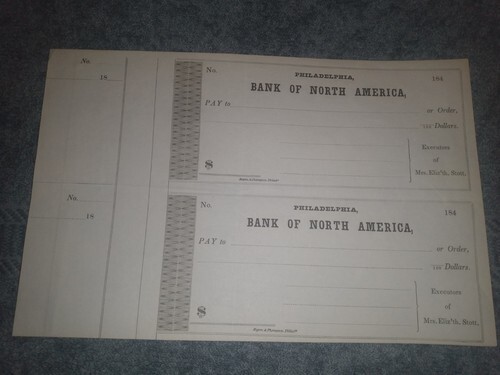 No.
18
No.
PHILADELPHIA,
184
BANK OF NORTH AMERICA,
PAY to
or Order,
/100 Dollars.
$
Executors
of
Mrs. Eliz'th. Stott.
No.
18
No.
PHILADELPHIA,
184
BANK OF NORTH AMERICA,
PAY to
or Order,
/100 Dollars.
$
Executors
of
Mrs. Eliz'th. Stott.